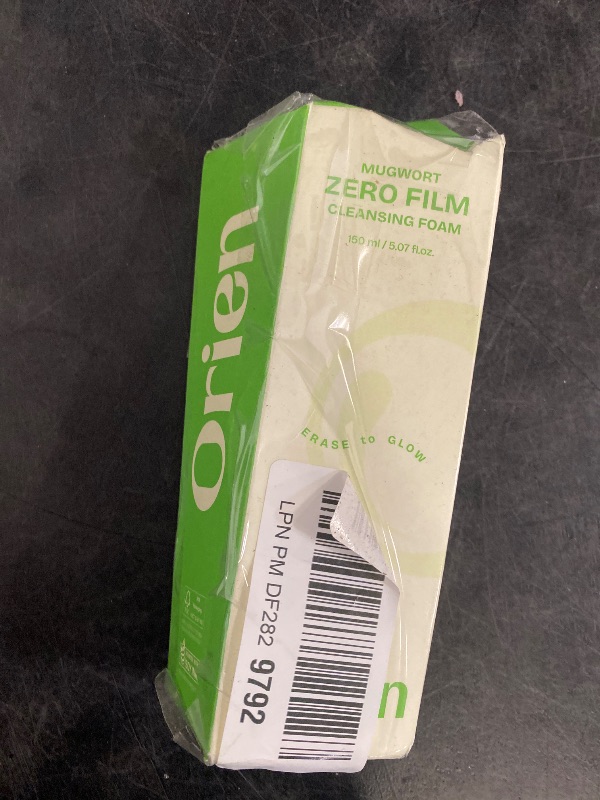 MUGWORT
ZERO FILM
CLEANSING FOAM
150 ml / 5.07 fl.oz.
Orien
ERASE to GLOW
LPN PM DF282 9792
n